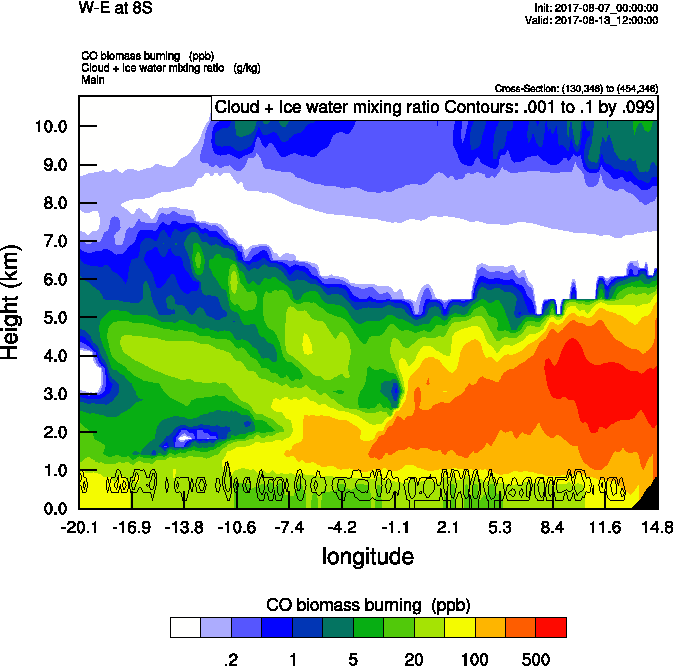 W-E at 8S
Init: 2017-08-07_00:00:00
Valid: 2017-08-13_12:00:00
CO biomass burning (ppb)
Cloud + Ice water mixing ratio (g/kg)
Main
Cross-Section: (130,346) to (454,346)
Cloud + Ice water mixing ratio Contours: .001 to .1 by .099
10.0
9.0
8.0
7.0
6.0
5.0
4.0
3.0
2.0
1.0
0.0
Height (km)
-20.1 -16.9 -13.8 -10.6 -7.4 -4.2 -1.1 2.1 5.3 8.4 11.6 14.8
longitude
CO biomass burning (ppb)
.2 1 5 20 100 500